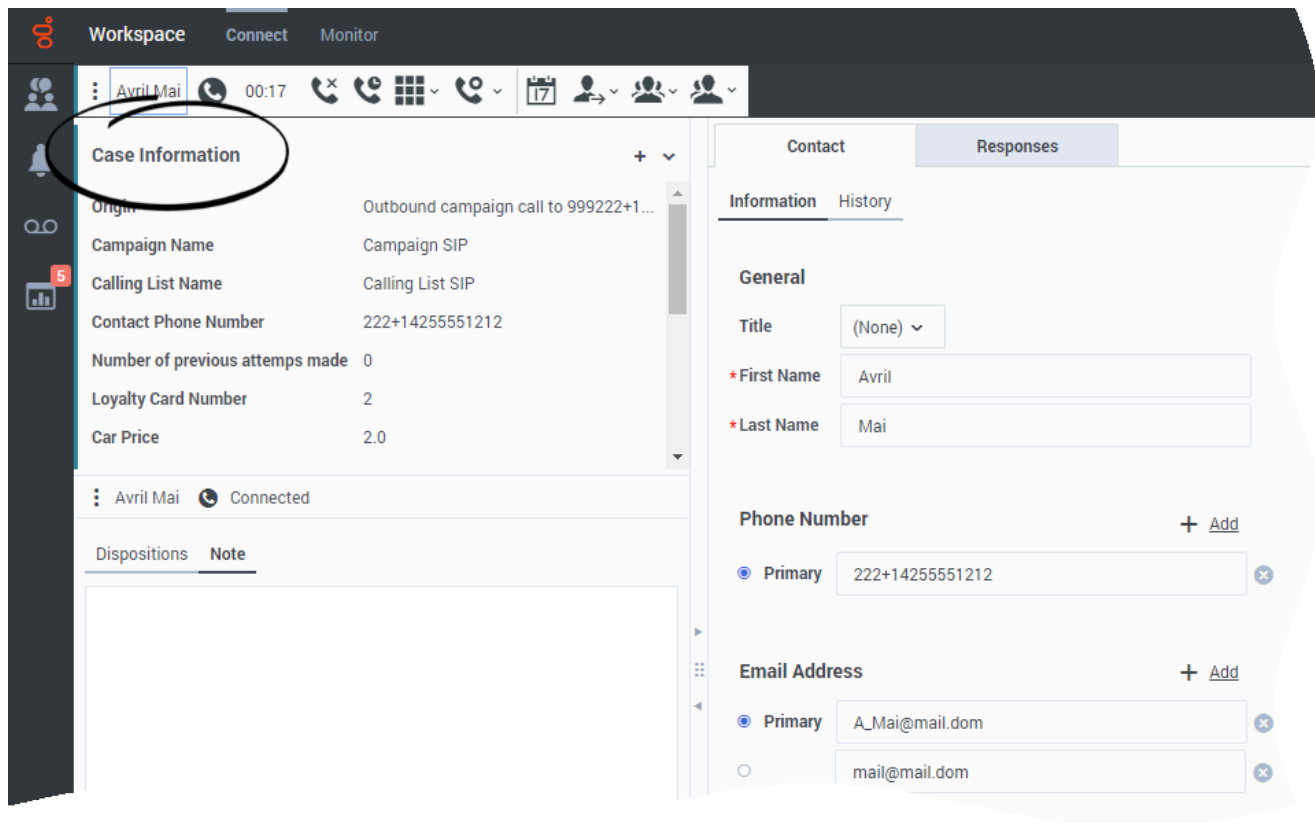 Workspace Connect Monitor
Avril Mai 00:17 17
Case Information
Origin Outbound campaign call to 999222+1...
Campaign Name Campaign SIP
Calling List Name Calling List SIP
Contact Phone Number 222+14255551212
Number of previous attemps made 0
Loyalty Card Number 2
Car Price 2.0
Avril Mai Connected
Dispositions Note
5
Contact Responses
Information History
General
Title (None)
*First Name Avril
*Last Name Mai
Phone Number + Add
Primary 222+14255551212
Email Address + Add
Primary A_Mai@mail.dom
mail@mail.dom